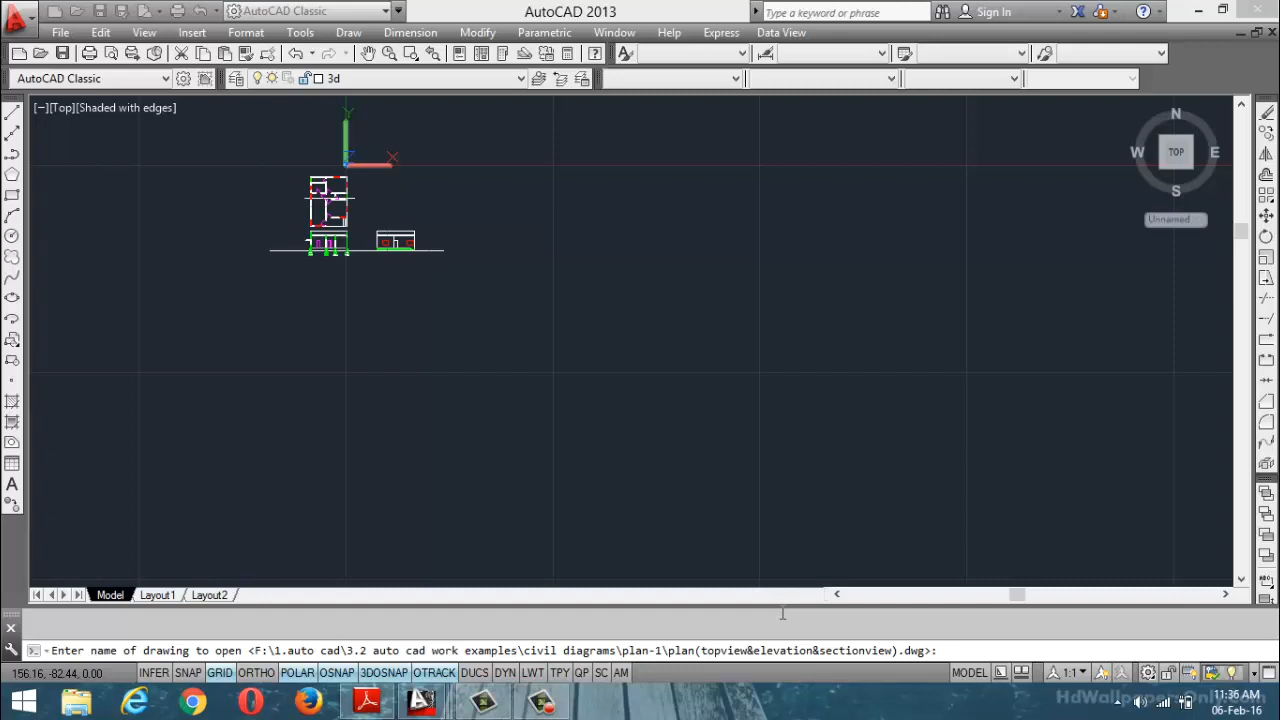 AutoCAD Classic
AutoCAD 2013
Type a keyword or phrase
Sign In
File Edit View Insert Format Tools Draw Dimension Modify Parametric Window Help Express Data View
AutoCAD Classic
3d
[−][Top][Shaded with edges]
Y
X
N
W TOP E
S
Unnamed
A
Model Layout1 Layout2
Enter name of drawing to open <F:\1.auto cad\3.2 auto cad work examples\civil diagrams\plan-1\plan(topview&elevation&sectionview).dwg>:
156.16, -82.44, 0.00 INFER SNAP GRID ORTHO POLAR OSNAP 3DOSNAP OTRACK DUCS DYN LWT TPY QP SC AM MODEL 1:1
11:36 AM
06-Feb-16